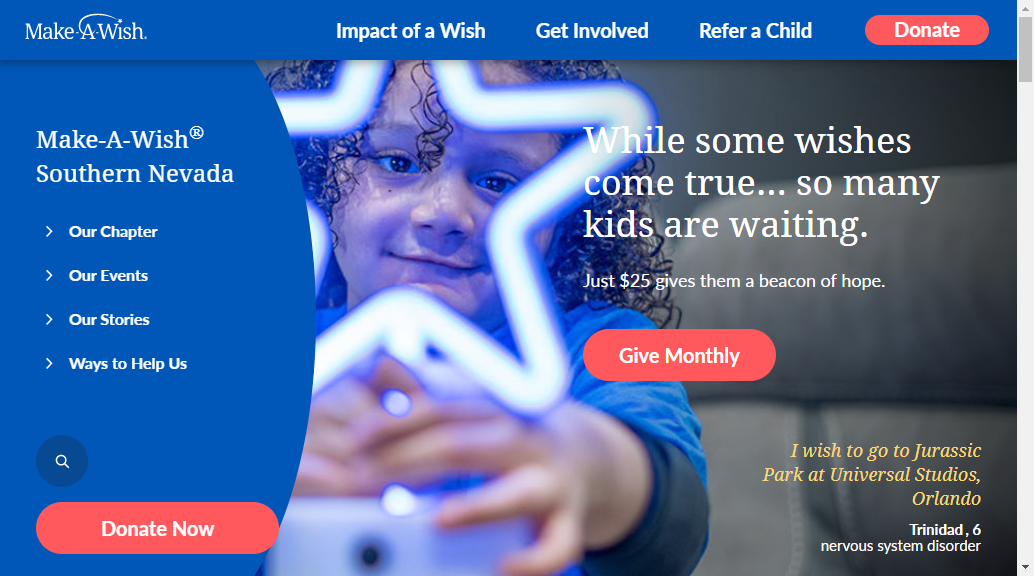 Make-A-Wish.
Impact of a Wish
Get Involved
Refer a Child
Donate
Make-A-Wish®
Southern Nevada
Our Chapter
Our Events
Our Stories
Ways to Help Us
Donate Now
While some wishes
come true... so many
kids are waiting.
Just $25 gives them a beacon of hope.
Give Monthly
I wish to go to Jurassic
Park at Universal Studios,
Orlando
Trinidad , 6
nervous system disorder